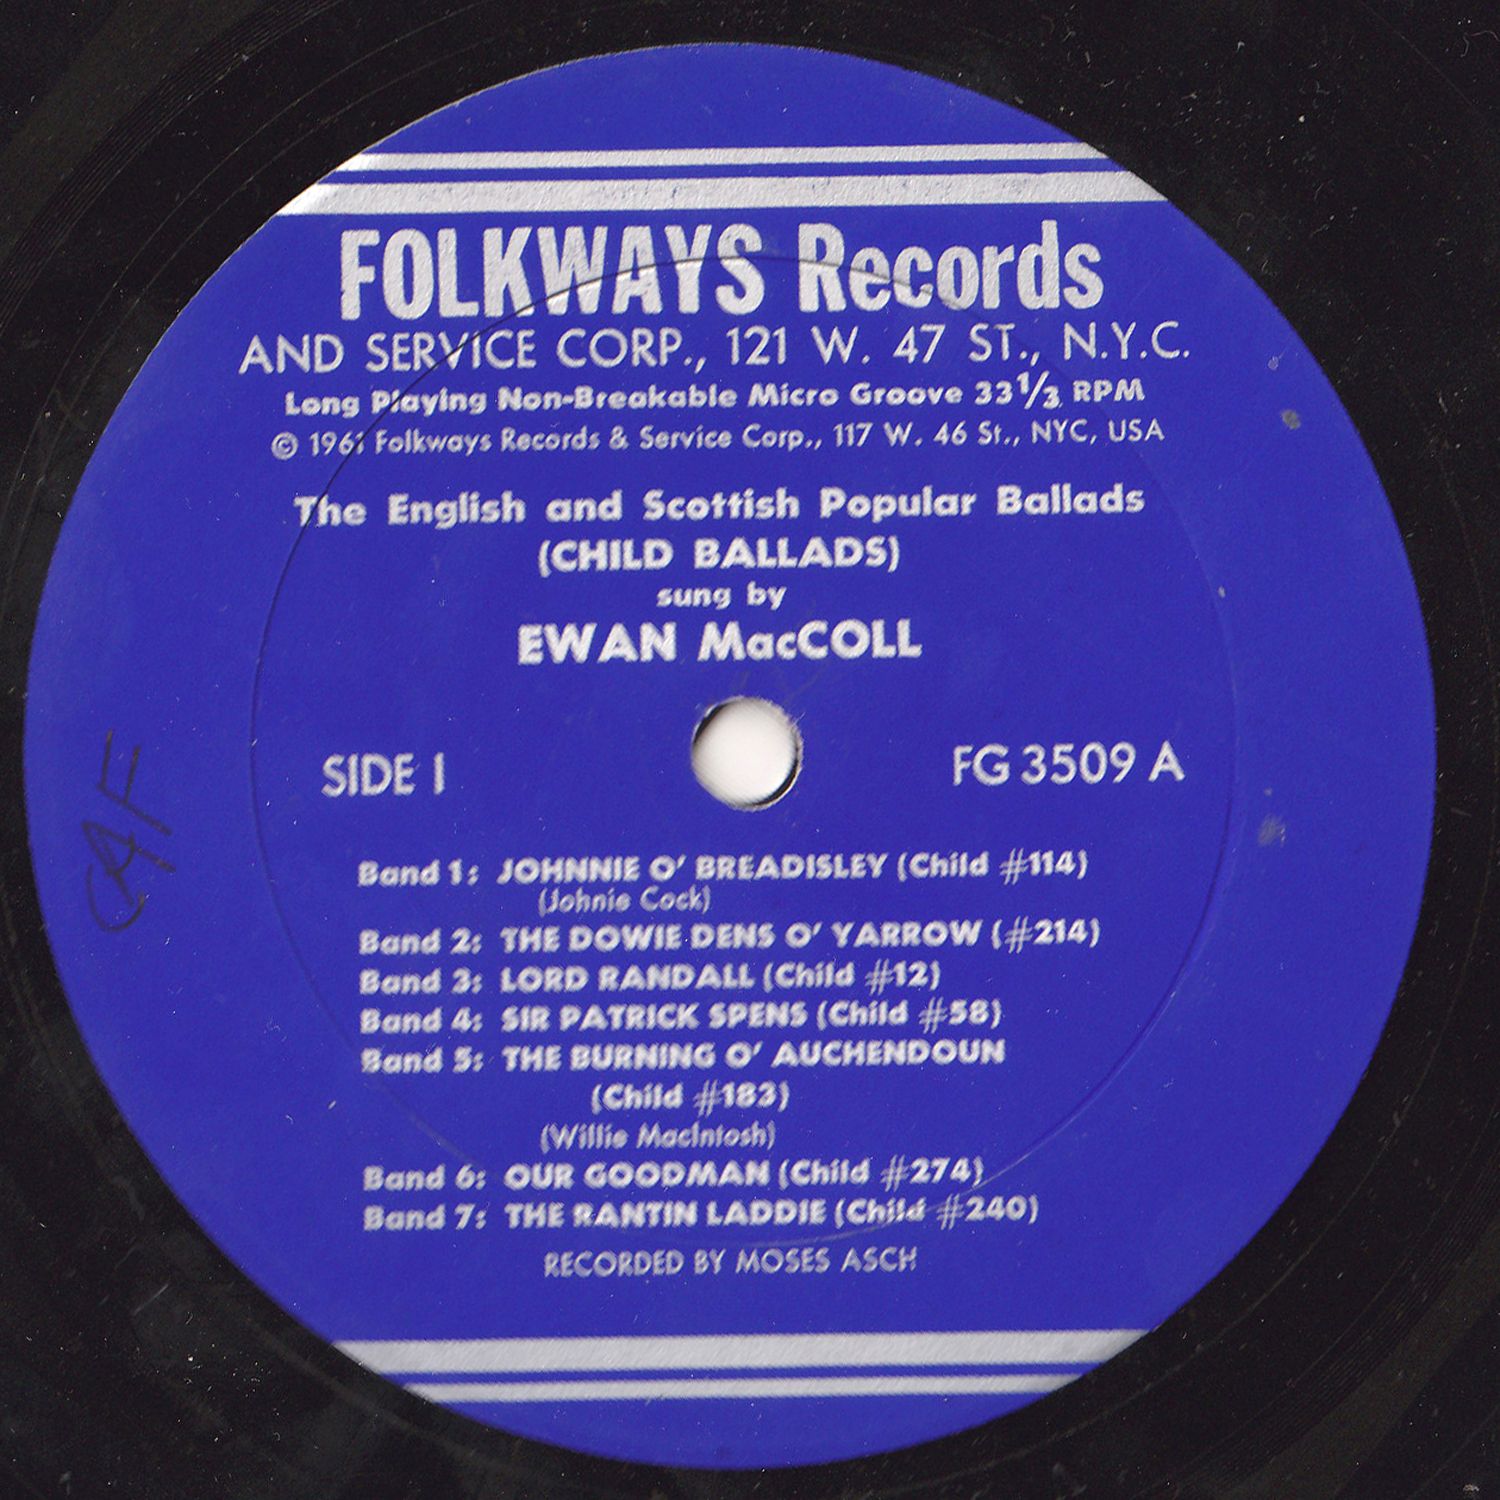 FOLKWAYS Records
AND SERVICE CORP., 121 W. 47 ST., N.Y.C.
Long Playing Non-Breakable Micro Groove 33 1/3 RPM
© 1961 Folkways Records & Service Corp., 117 W. 46 St., NYC, USA
The English and Scottish Popular Ballads
(CHILD BALLADS)
sung by
EWAN MacCOLL
SIDE I
FG 3509 A
CAF
Band 1: JOHNNIE O' BREADISLEY (Child #114)
(Johnie Cock)
Band 2: THE DOWIE DENS O' YARROW (#214)
Band 3: LORD RANDALL (Child #12)
Band 4: SIR PATRICK SPENS (Child #58)
Band 5: THE BURNING O' AUCHENDOUN
(Child #183)
(Willie MacIntosh)
Band 6: OUR GOODMAN (Child #274)
Band 7: THE RANTIN LADDIE (Child #240)
RECORDED BY MOSES ASCH